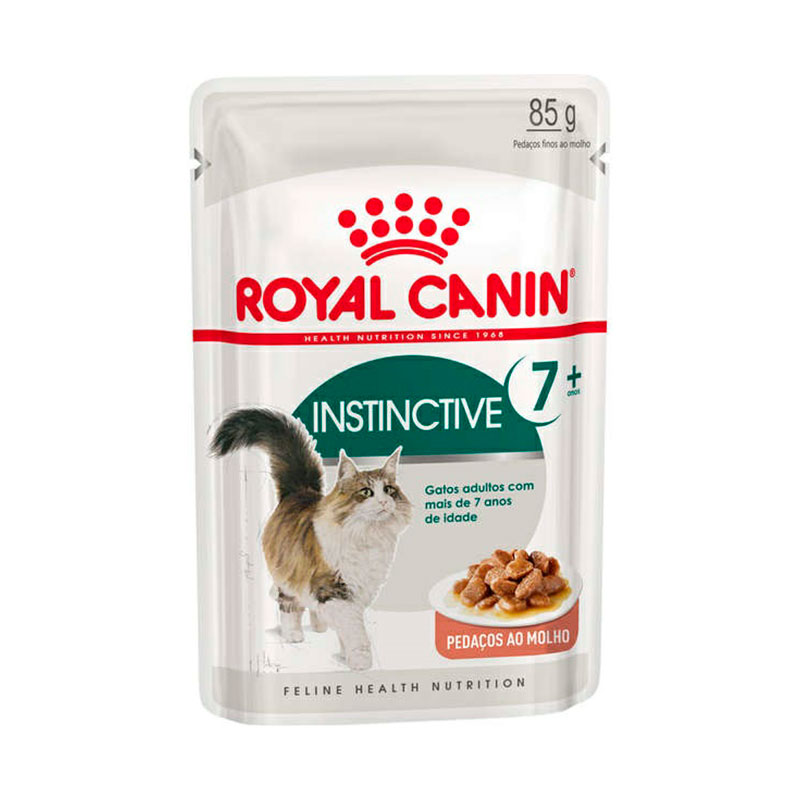 85 g
Pedaços finos ao molho
ROYAL CANIN®
HEALTH NUTRITION SINCE 1968
INSTINCTIVE
7+
anos
Gatos adultos com
mais de 7 anos
de idade
PEDAÇOS AO MOLHO
FELINE HEALTH NUTRITION